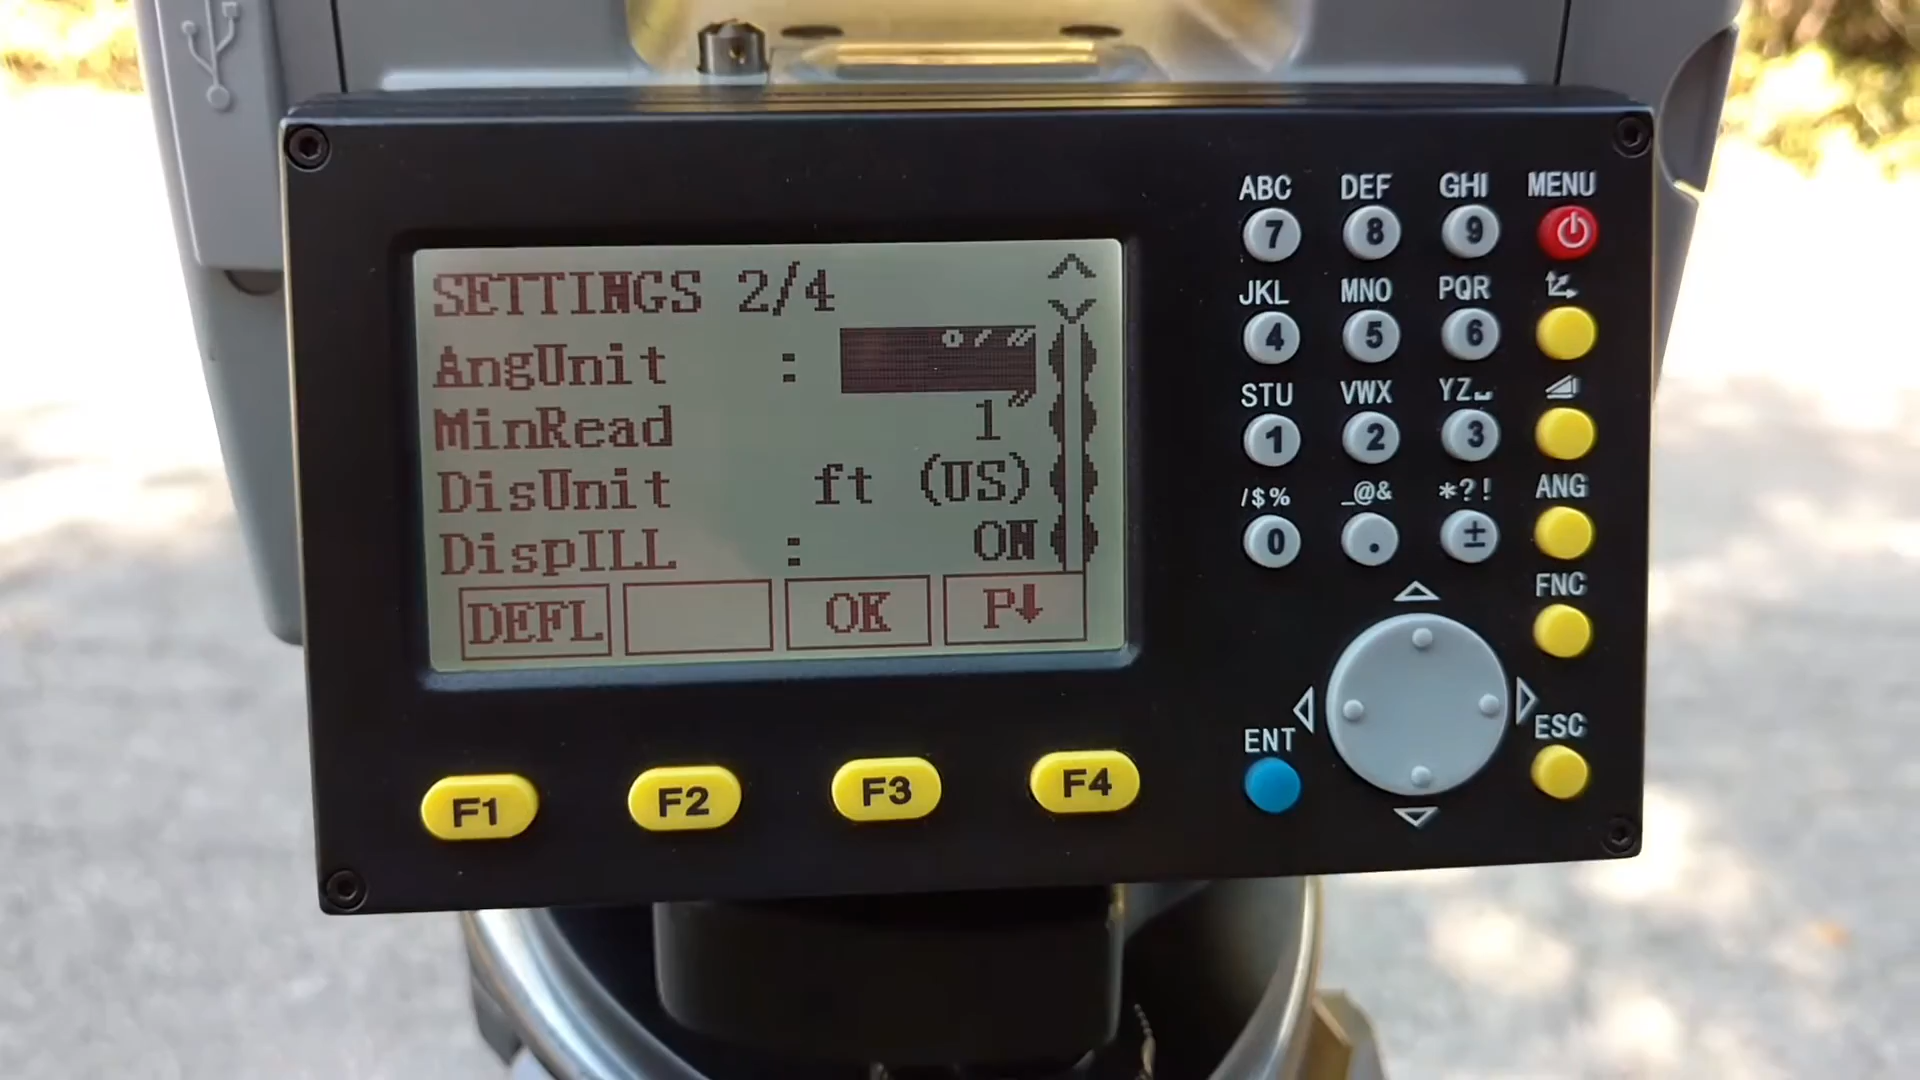 SETTINGS 2/4
AngUnit : ° ′ ″
MinRead 1″
DisUnit ft (US)
DispILL : ON
DEFL OK P↓
F1 F2 F3 F4
ABC DEF GHI MENU
7 8 9
JKL MNO PQR
4 5 6
STU VWX YZ⎵
1 2 3
/$% _@& *?! ANG
0 . ±
FNC
ENT ESC